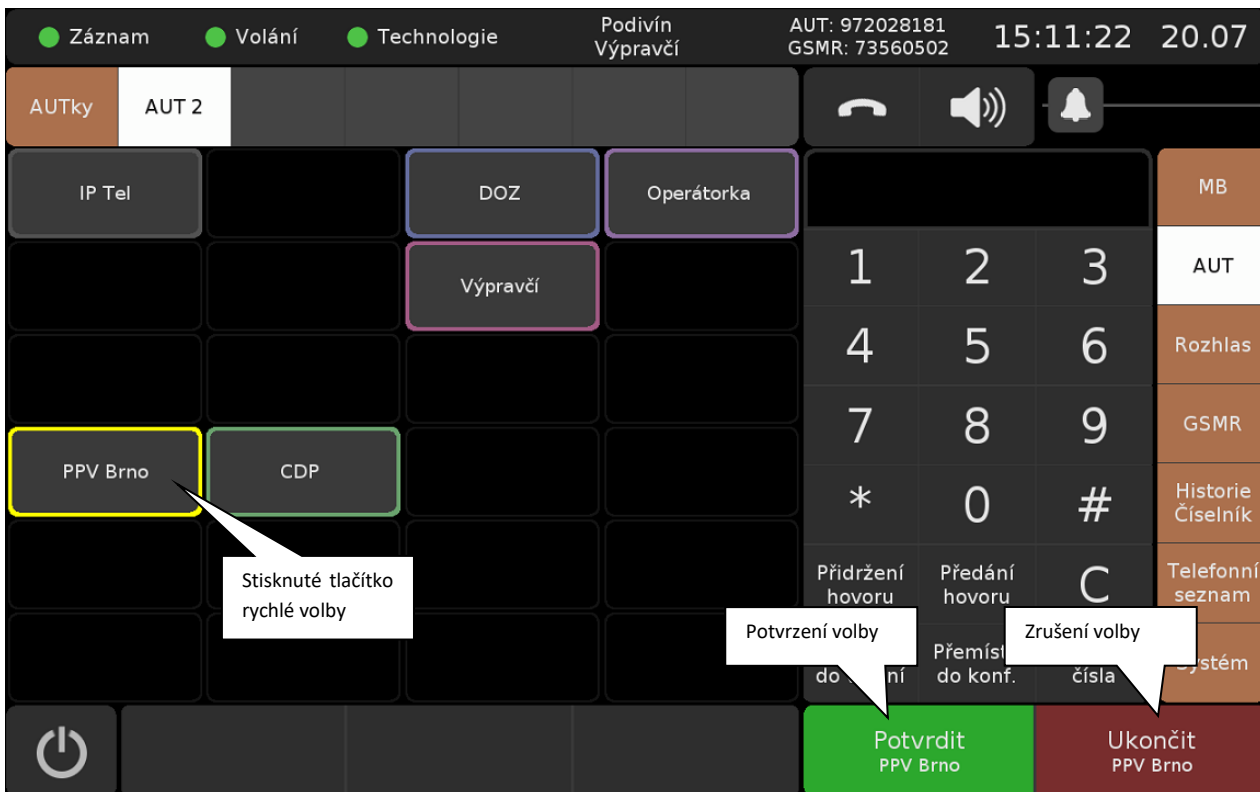 Záznam
Volání
Technologie
Podivín
Výpravčí
AUT: 972028181
GSMR: 73560502
15:11:22
20.07
AUTky
AUT 2
IP Tel
DOZ
Operátorka
MB
Výpravčí
1
2
3
AUT
4
5
6
Rozhlas
PPV Brno
CDP
7
8
9
GSMR
*
0
#
Historie
Číselník
Stisknuté tlačítko
rychlé volby
Přidržení
hovoru
Předání
hovoru
C
Telefonní
seznam
Potvrzení volby
Zrušení volby
do
do konf.
čísla
Potvrdit
PPV Brno
Ukončit
PPV Brno